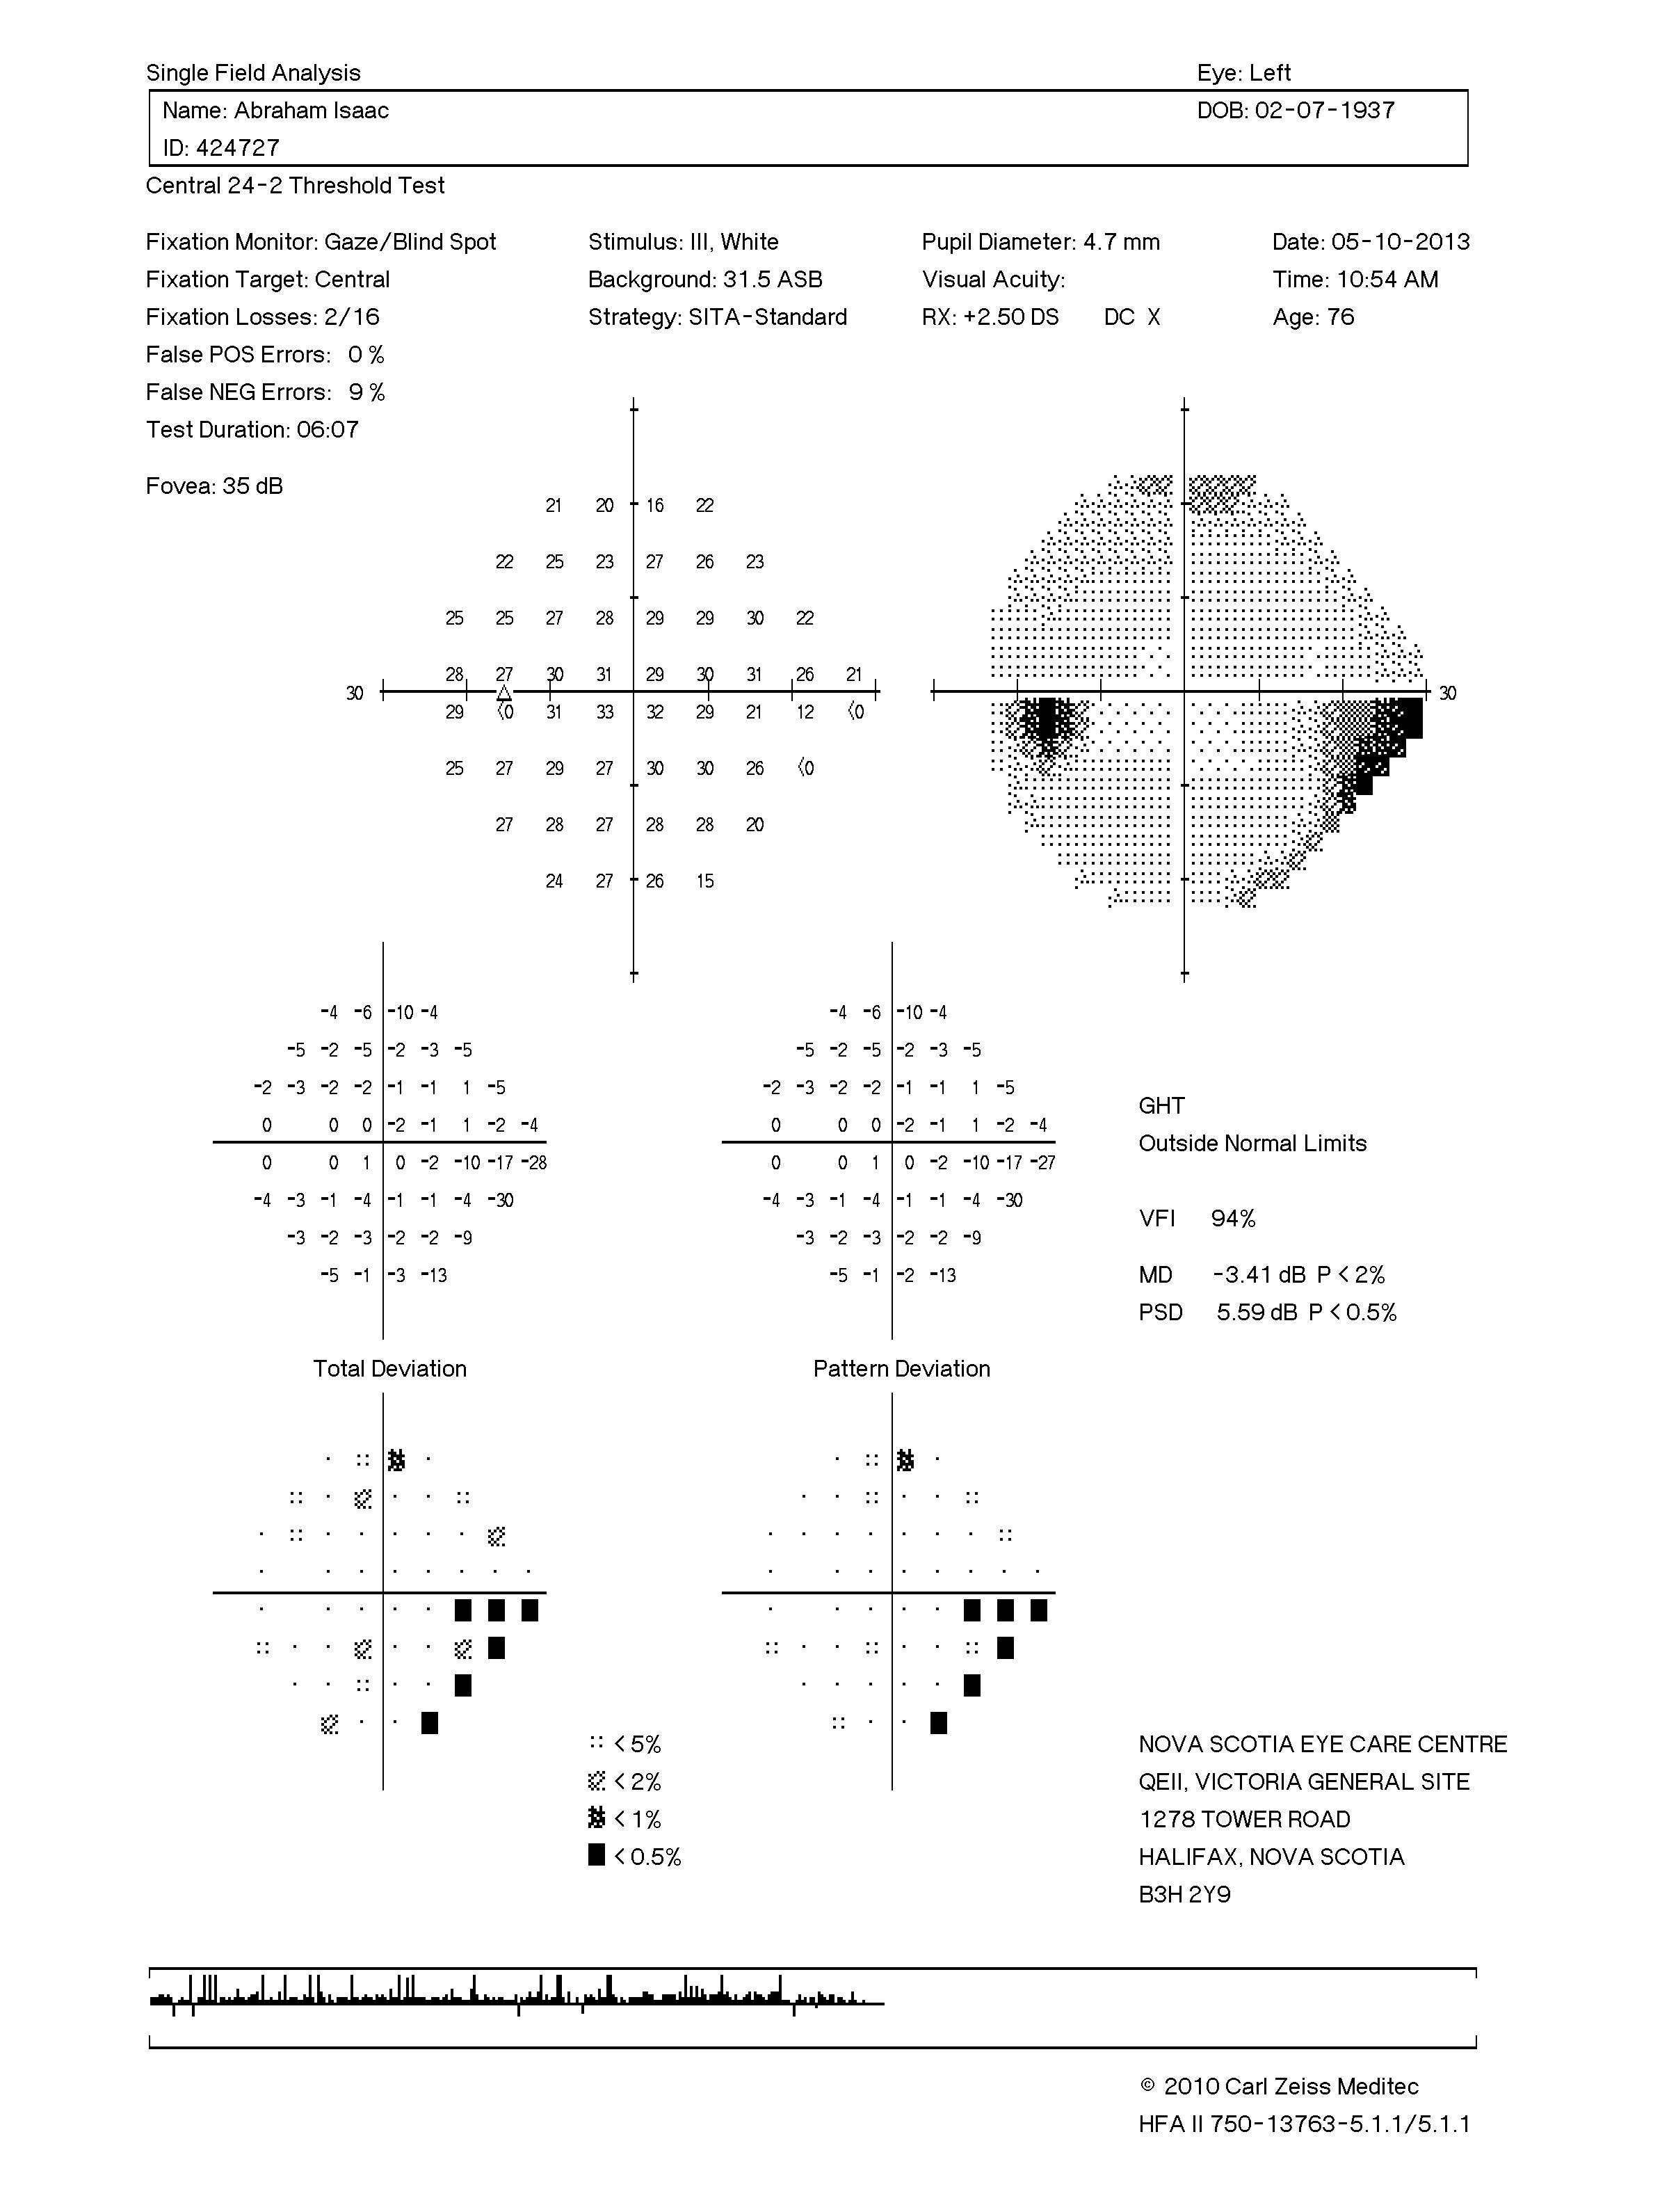 Single Field Analysis Eye: Left
Name: Abraham Isaac DOB: 02-07-1937
ID: 424727
Central 24-2 Threshold Test
Fixation Monitor: Gaze/Blind Spot Stimulus: III, White Pupil Diameter: 4.7 mm Date: 05-10-2013
Fixation Target: Central Background: 31.5 ASB Visual Acuity: Time: 10:54 AM
Fixation Losses: 2/16 Strategy: SITA-Standard RX: +2.50 DS DC X Age: 76
False POS Errors: 0 %
False NEG Errors: 9 %
Test Duration: 06:07
Fovea: 35 dB
21 20 16 22
22 25 23 27 26 23
25 25 27 28 29 29 30 22
28 27 30 31 29 30 31 26 21
30 30
29 <0 31 33 32 29 21 12 <0
25 27 29 27 30 30 26 <0
27 28 27 28 28 20
24 27 26 15
-4 -6 -10 -4 -4 -6 -10 -4
-5 -2 -5 -2 -3 -5 -5 -2 -5 -2 -3 -5
-2 -3 -2 -2 -1 -1 1 -5 -2 -3 -2 -2 -1 -1 1 -5
0 0 0 -2 -1 1 -2 -4 0 0 0 -2 -1 1 -2 -4
0 0 1 0 -2 -10 -17 -28 0 0 1 0 -2 -10 -17 -27
-4 -3 -1 -4 -1 -1 -4 -30 -4 -3 -1 -4 -1 -1 -4 -30
-3 -2 -3 -2 -2 -9 -3 -2 -3 -2 -2 -9
-5 -1 -3 -13 -5 -1 -2 -13
GHT
Outside Normal Limits
VFI 94%
MD -3.41 dB P < 2%
PSD 5.59 dB P < 0.5%
Total Deviation Pattern Deviation
< 5%
< 2%
< 1%
< 0.5%
NOVA SCOTIA EYE CARE CENTRE
QEII, VICTORIA GENERAL SITE
1278 TOWER ROAD
HALIFAX, NOVA SCOTIA
B3H 2Y9
© 2010 Carl Zeiss Meditec
HFA II 750-13763-5.1.1/5.1.1